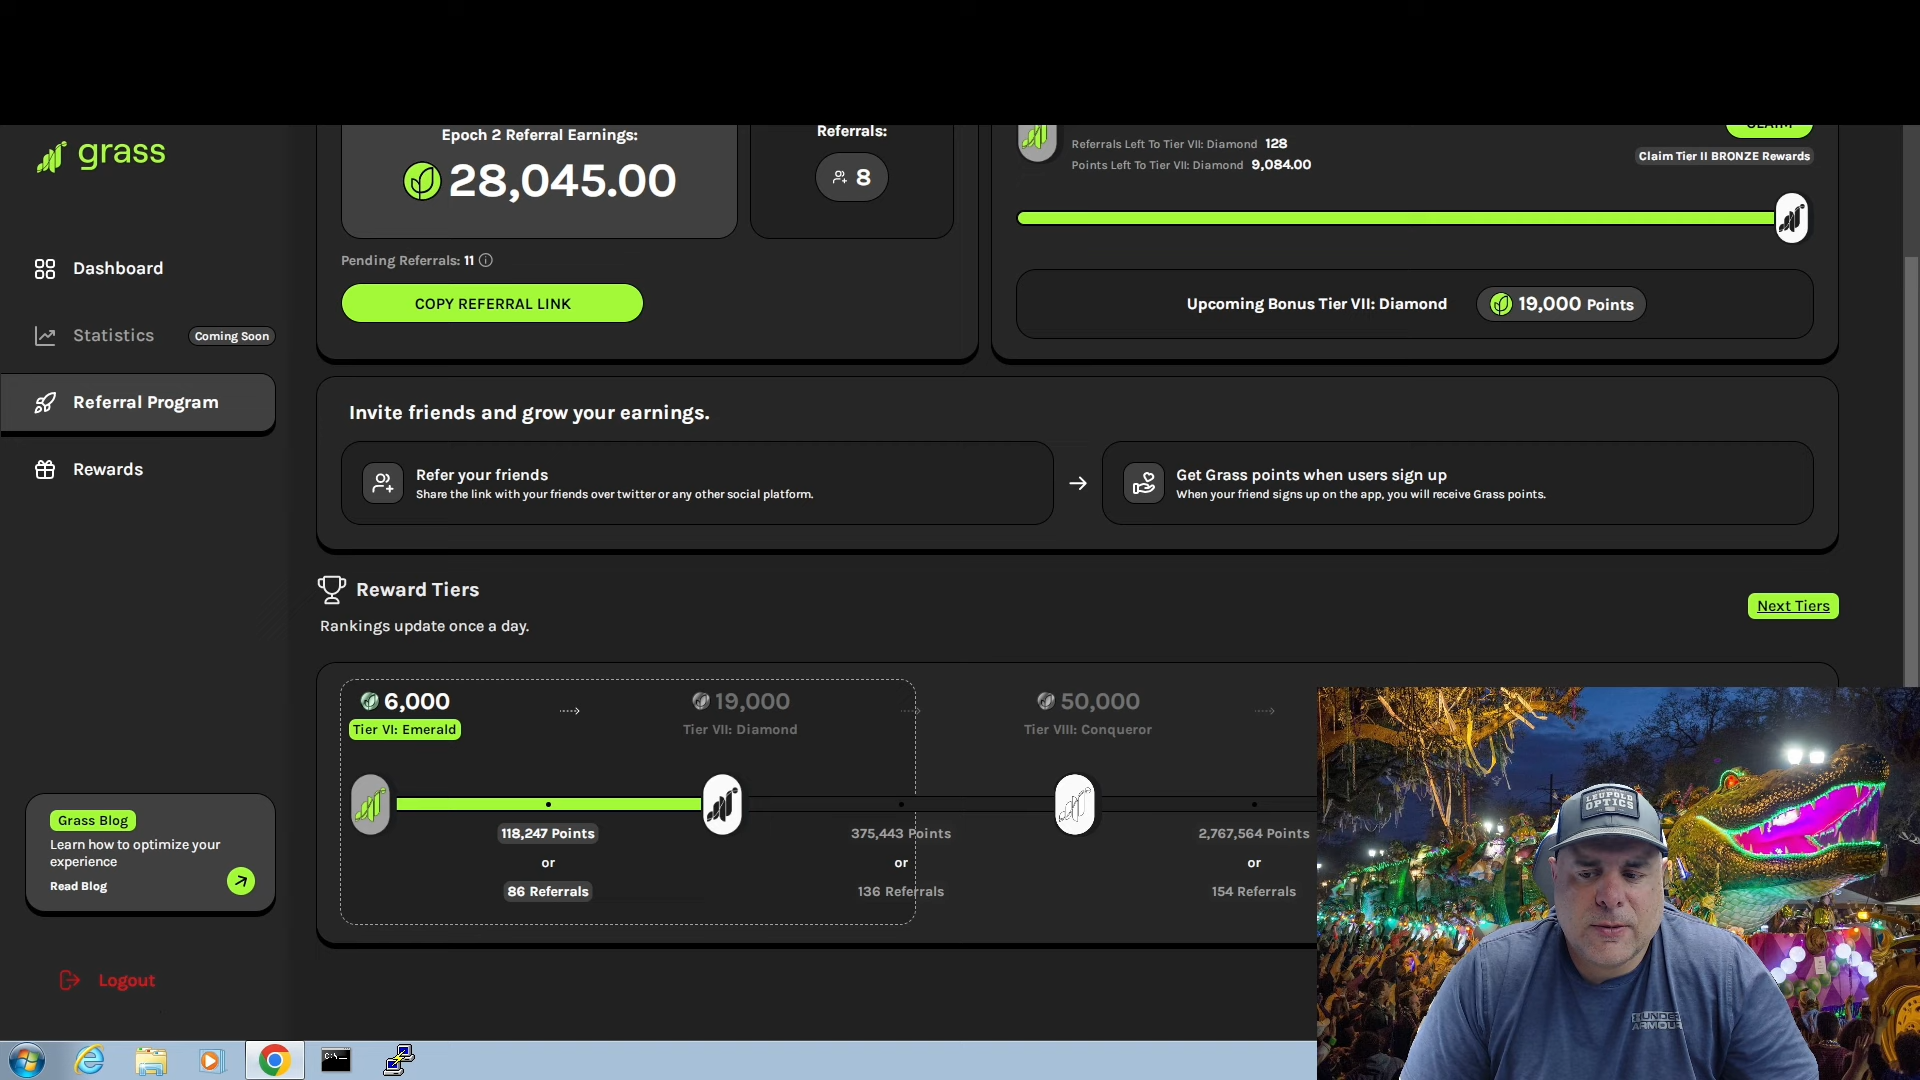 grass
Dashboard
Statistics
Coming Soon
Referral Program
Rewards
Grass Blog
Learn how to optimize your
experience
Read Blog
Logout
Epoch 2 Referral Earnings:
28,045.00
Referrals:
8
Pending Referrals: 11
COPY REFERRAL LINK
Referrals Left To Tier VII: Diamond 128
Points Left To Tier VII: Diamond 9,084.00
Claim Tier II BRONZE Rewards
Upcoming Bonus Tier VII: Diamond
19,000 Points
Invite friends and grow your earnings.
Refer your friends
Share the link with your friends over twitter or any other social platform.
Get Grass points when users sign up
When your friend signs up on the app, you will receive Grass points.
Reward Tiers
Rankings update once a day.
Next Tiers
6,000
Tier VI: Emerald
19,000
Tier VII: Diamond
50,000
Tier VIII: Conqueror
118,247 Points
or
86 Referrals
375,443 Points
or
136 Referrals
2,767,564 Points
or
154 Referrals
C:\_
LEUPOLD
OPTICS
UNDER
ARMOUR